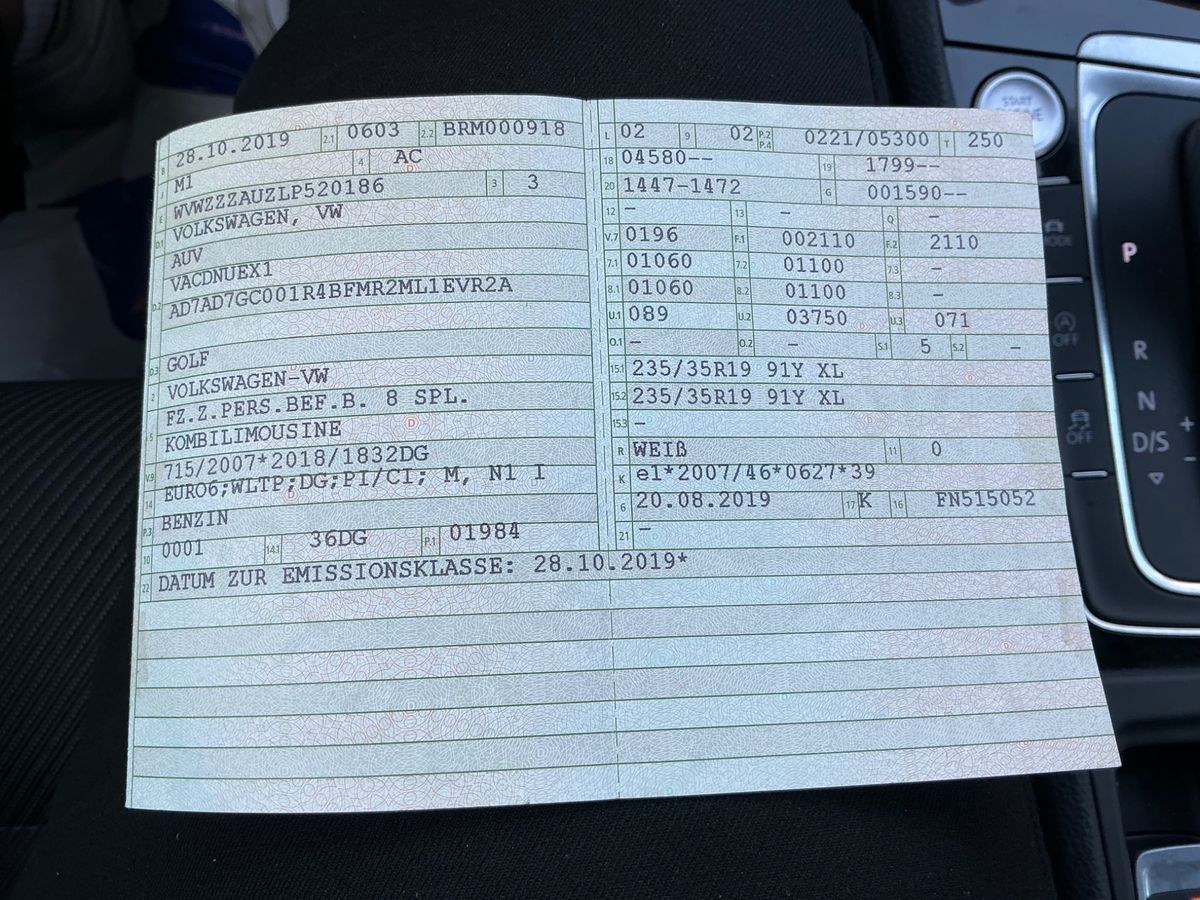 B 28.10.2019 2.1 0603 2.2 BRM000918
J M1 4 AC
E WVWZZZAUZLP520186 3 3
D.1 VOLKSWAGEN, VW
AUV
VACDNUEX1
D.2 AD7AD7GC001R4BFMR2ML1EVR2A
D.3 GOLF
2 VOLKSWAGEN-VW
FZ.Z.PERS.BEF.B. 8 SPL.
5 KOMBILIMOUSINE
V.9 715/2007*2018/1832DG
14 EURO6;WLTP;DG;PI/CI; M, N1 I
P.3 BENZIN
10 0001 14.1 36DG P.1 01984
22 DATUM ZUR EMISSIONSKLASSE: 28.10.2019*
L 02 9 02 P.2 P.4 0221/05300 T 250
18 04580-- 19 1799--
20 1447-1472 G 001590--
12 - 13 - Q -
V.7 0196 F.1 002110 F.2 2110
7.1 01060 7.2 01100 7.3 -
8.1 01060 8.2 01100 8.3 -
U.1 089 U.2 03750 U.3 071
O.1 - O.2 - S.1 5 S.2 -
15.1 235/35R19 91Y XL
15.2 235/35R19 91Y XL
15.3 -
R WEIß 11 0
K e1*2007/46*0627*39
6 20.08.2019 17 K 16 FN515052
21 -
START
MODE
OFF
OFF
P
R
N
D/S
+
-